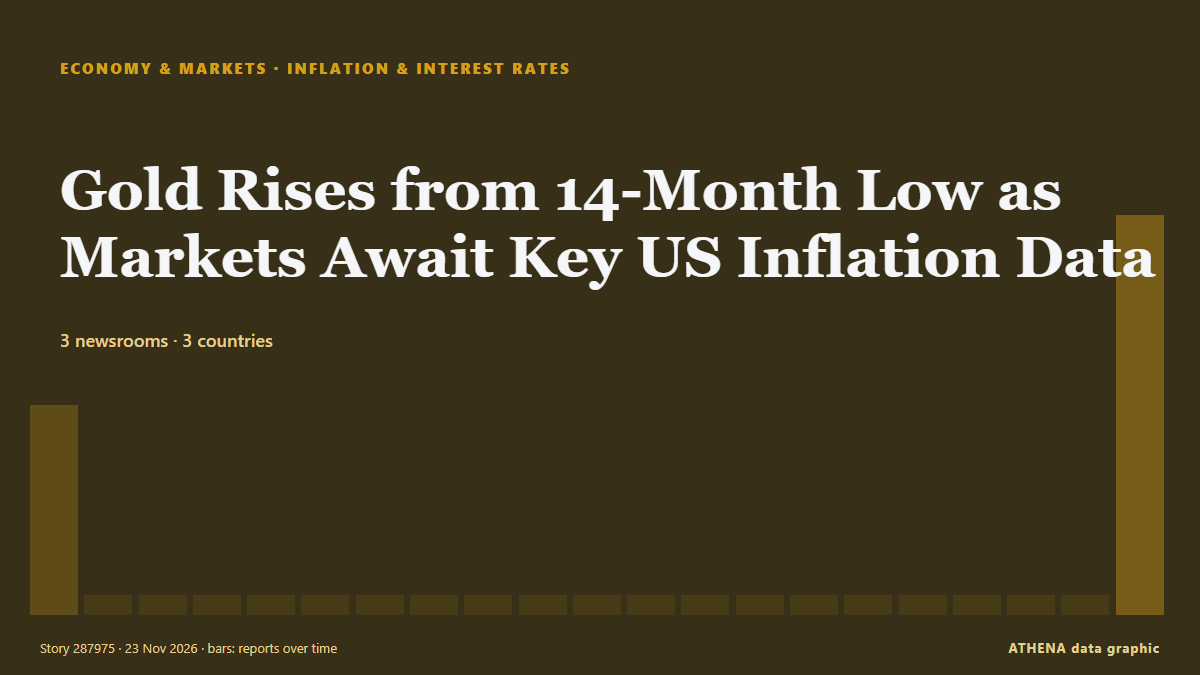 ECONOMY & MARKETS · INFLATION & INTEREST RATES
Gold Rises from 14-Month Low as
Markets Await Key US Inflation Data
3 newsrooms · 3 countries
Story 287975 · 23 Nov 2026 · bars: reports over time
ATHENA data graphic